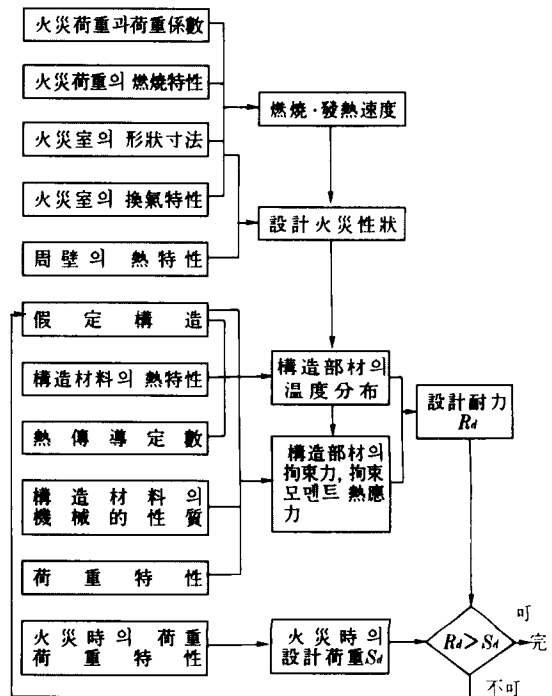 火災荷重과荷重係數
火災荷重의 燃燒特性
火災室의 形狀寸法
火災室의 換氣特性
周壁의 熱特性
燃燒·發熱速度
設計火災性狀
假定構造
構造材料의 熱特性
熱傳導定數
構造材料의
機械的性質
荷重特性
構造部材의
溫度分布
構造部材의
拘束力, 拘束
모멘트 熱應
力
設計耐力
Rd
火災時의 荷重
荷重特性
火災時의
設計荷重Sd
Rd>Sd
可
完
不可